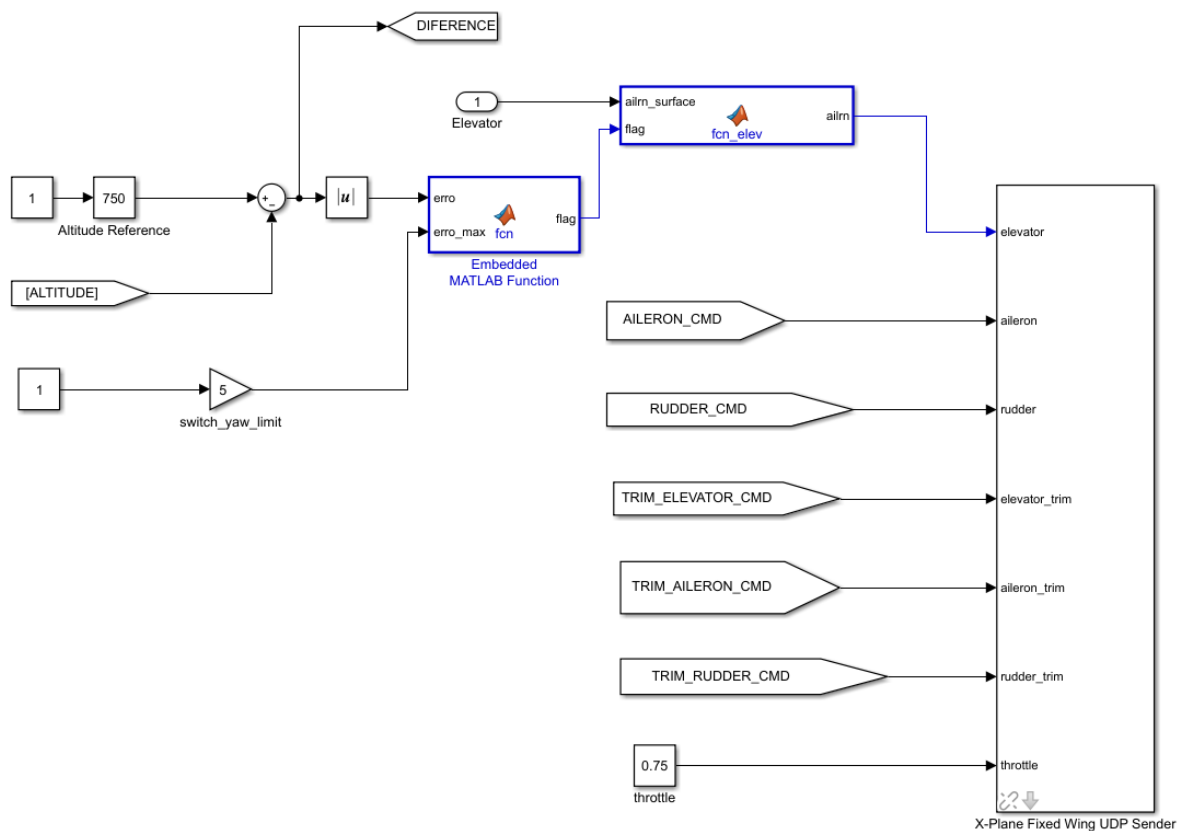 DIFERENCE
1
Elevator
ailrn_surface
flag
ailrn
fcn_elev
1
750
Altitude Reference
+
-
|u|
erro
erro_max
flag
fcn
Embedded
MATLAB Function
[ALTITUDE]
1
5
switch_yaw_limit
elevator
AILERON_CMD
aileron
RUDDER_CMD
rudder
TRIM_ELEVATOR_CMD
elevator_trim
TRIM_AILERON_CMD
aileron_trim
TRIM_RUDDER_CMD
rudder_trim
0.75
throttle
throttle
X-Plane Fixed Wing UDP Sender